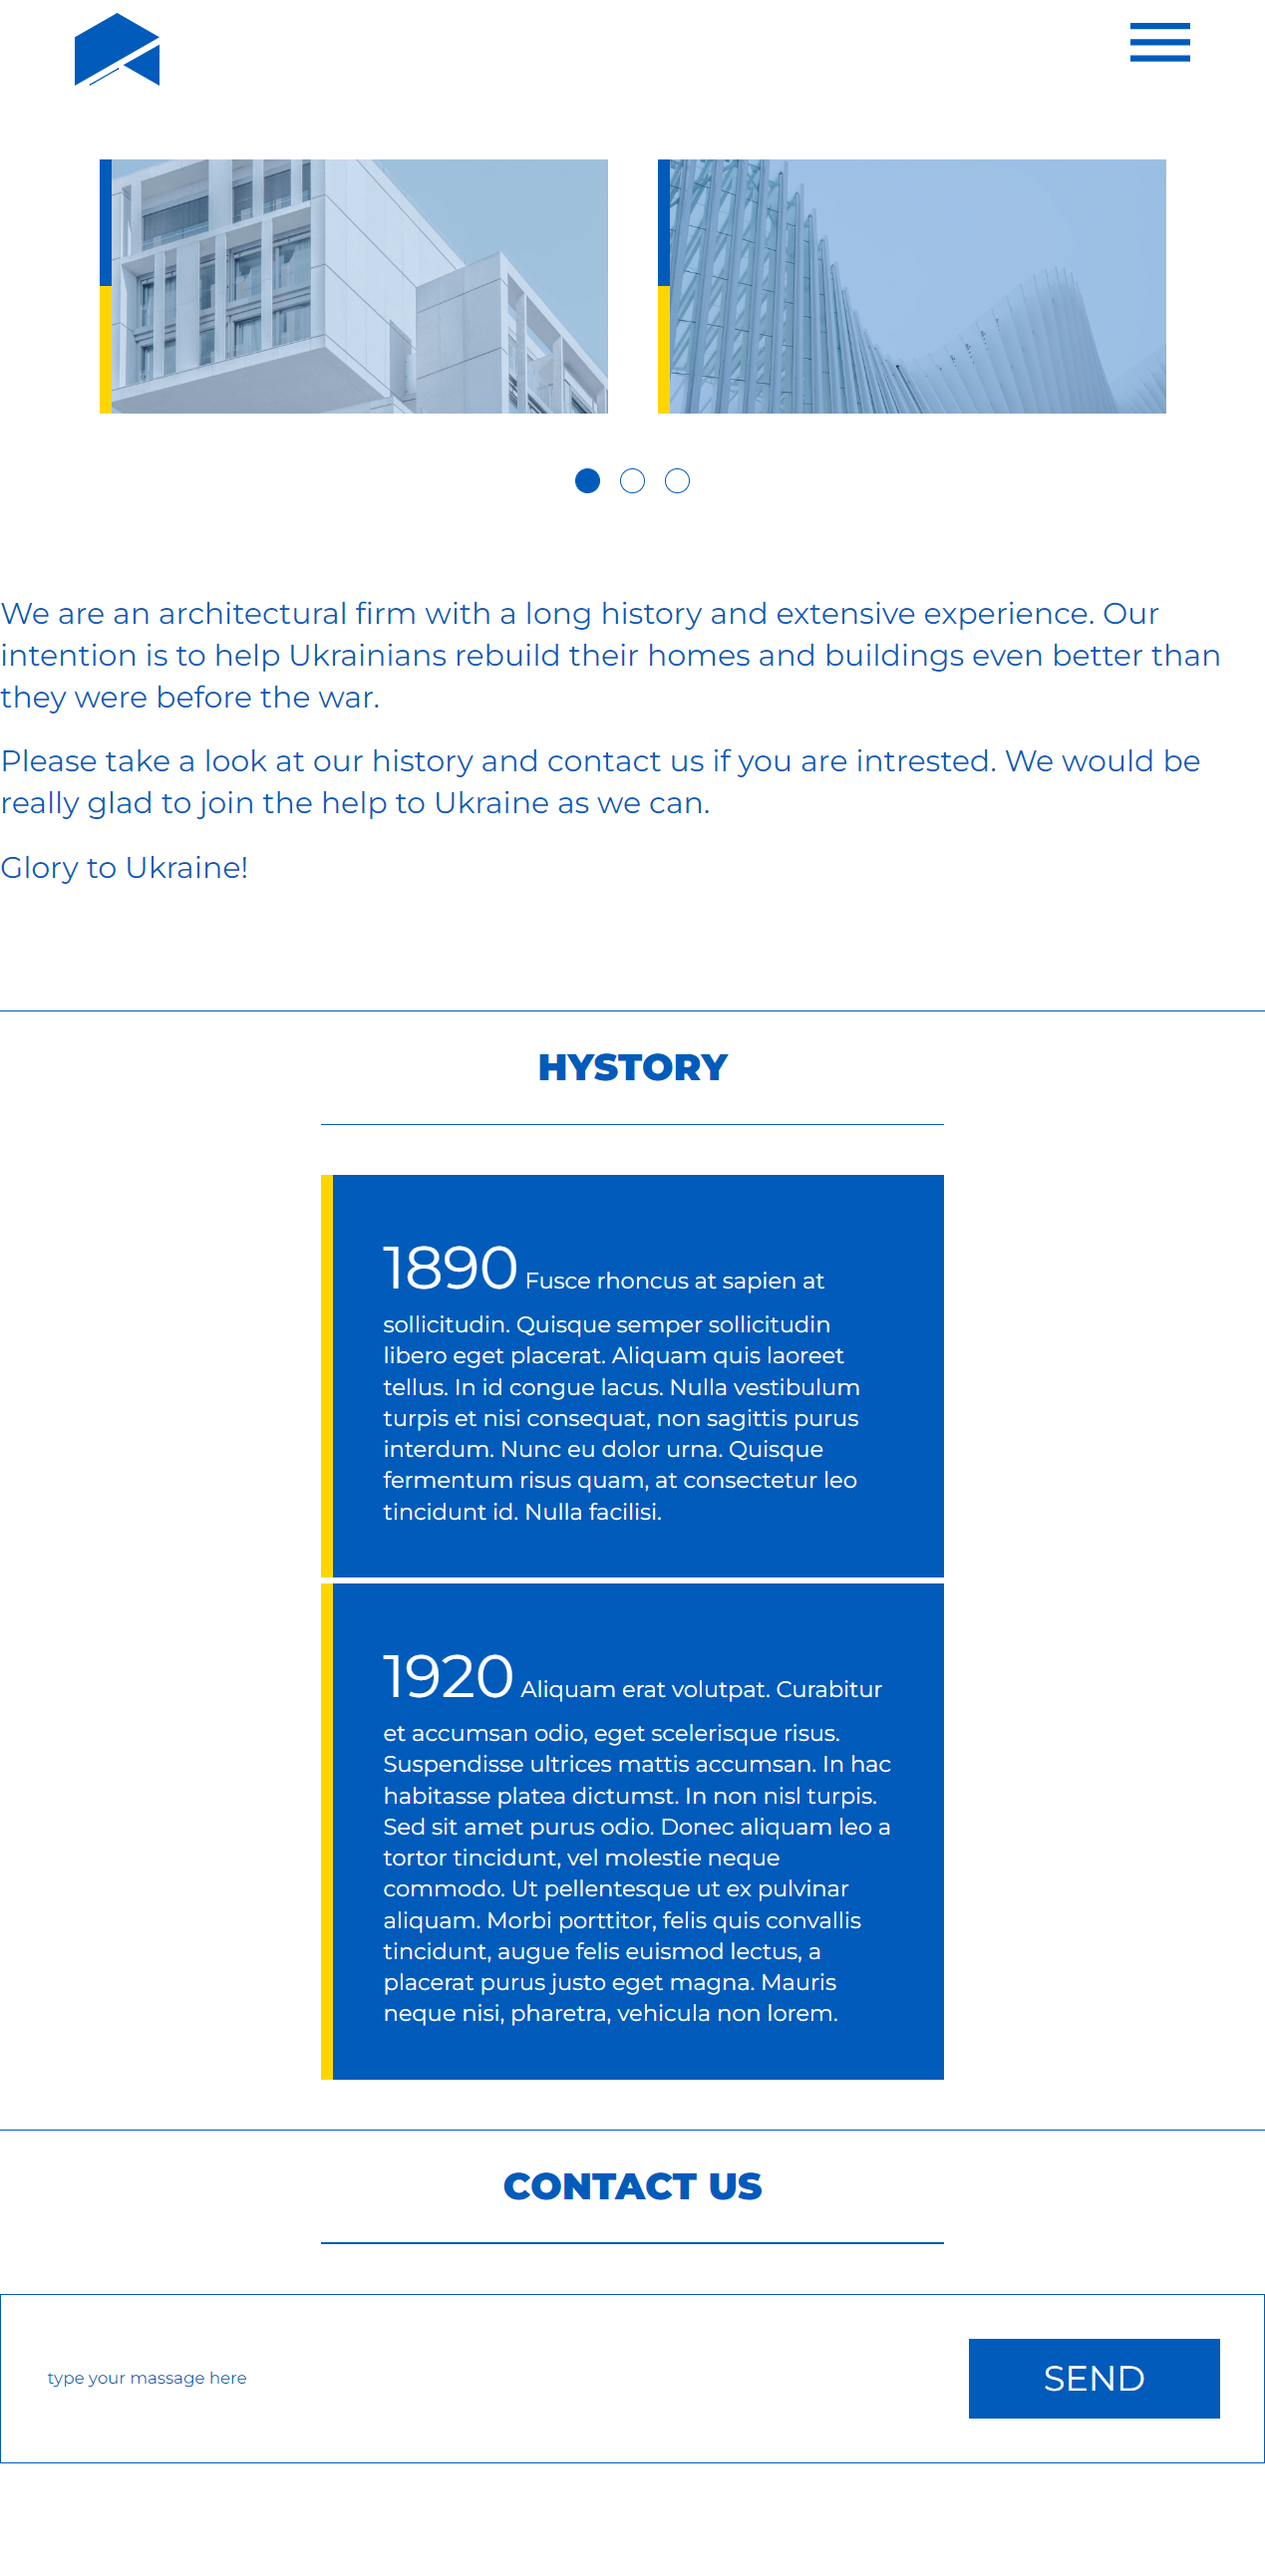 We are an architectural firm with a long history and extensive experience. Our
intention is to help Ukrainians rebuild their homes and buildings even better than
they were before the war.
Please take a look at our history and contact us if you are intrested. We would be
really glad to join the help to Ukraine as we can.
Glory to Ukraine!
HYSTORY
1890 Fusce rhoncus at sapien at
sollicitudin. Quisque semper sollicitudin
libero eget placerat. Aliquam quis laoreet
tellus. In id congue lacus. Nulla vestibulum
turpis et nisi consequat, non sagittis purus
interdum. Nunc eu dolor urna. Quisque
fermentum risus quam, at consectetur leo
tincidunt id. Nulla facilisi.
1920 Aliquam erat volutpat. Curabitur
et accumsan odio, eget scelerisque risus.
Suspendisse ultrices mattis accumsan. In hac
habitasse platea dictumst. In non nisl turpis.
Sed sit amet purus odio. Donec aliquam leo a
tortor tincidunt, vel molestie neque
commodo. Ut pellentesque ut ex pulvinar
aliquam. Morbi porttitor, felis quis convallis
tincidunt, augue felis euismod lectus, a
placerat purus justo eget magna. Mauris
neque nisi, pharetra, vehicula non lorem.
CONTACT US
type your massage here
SEND